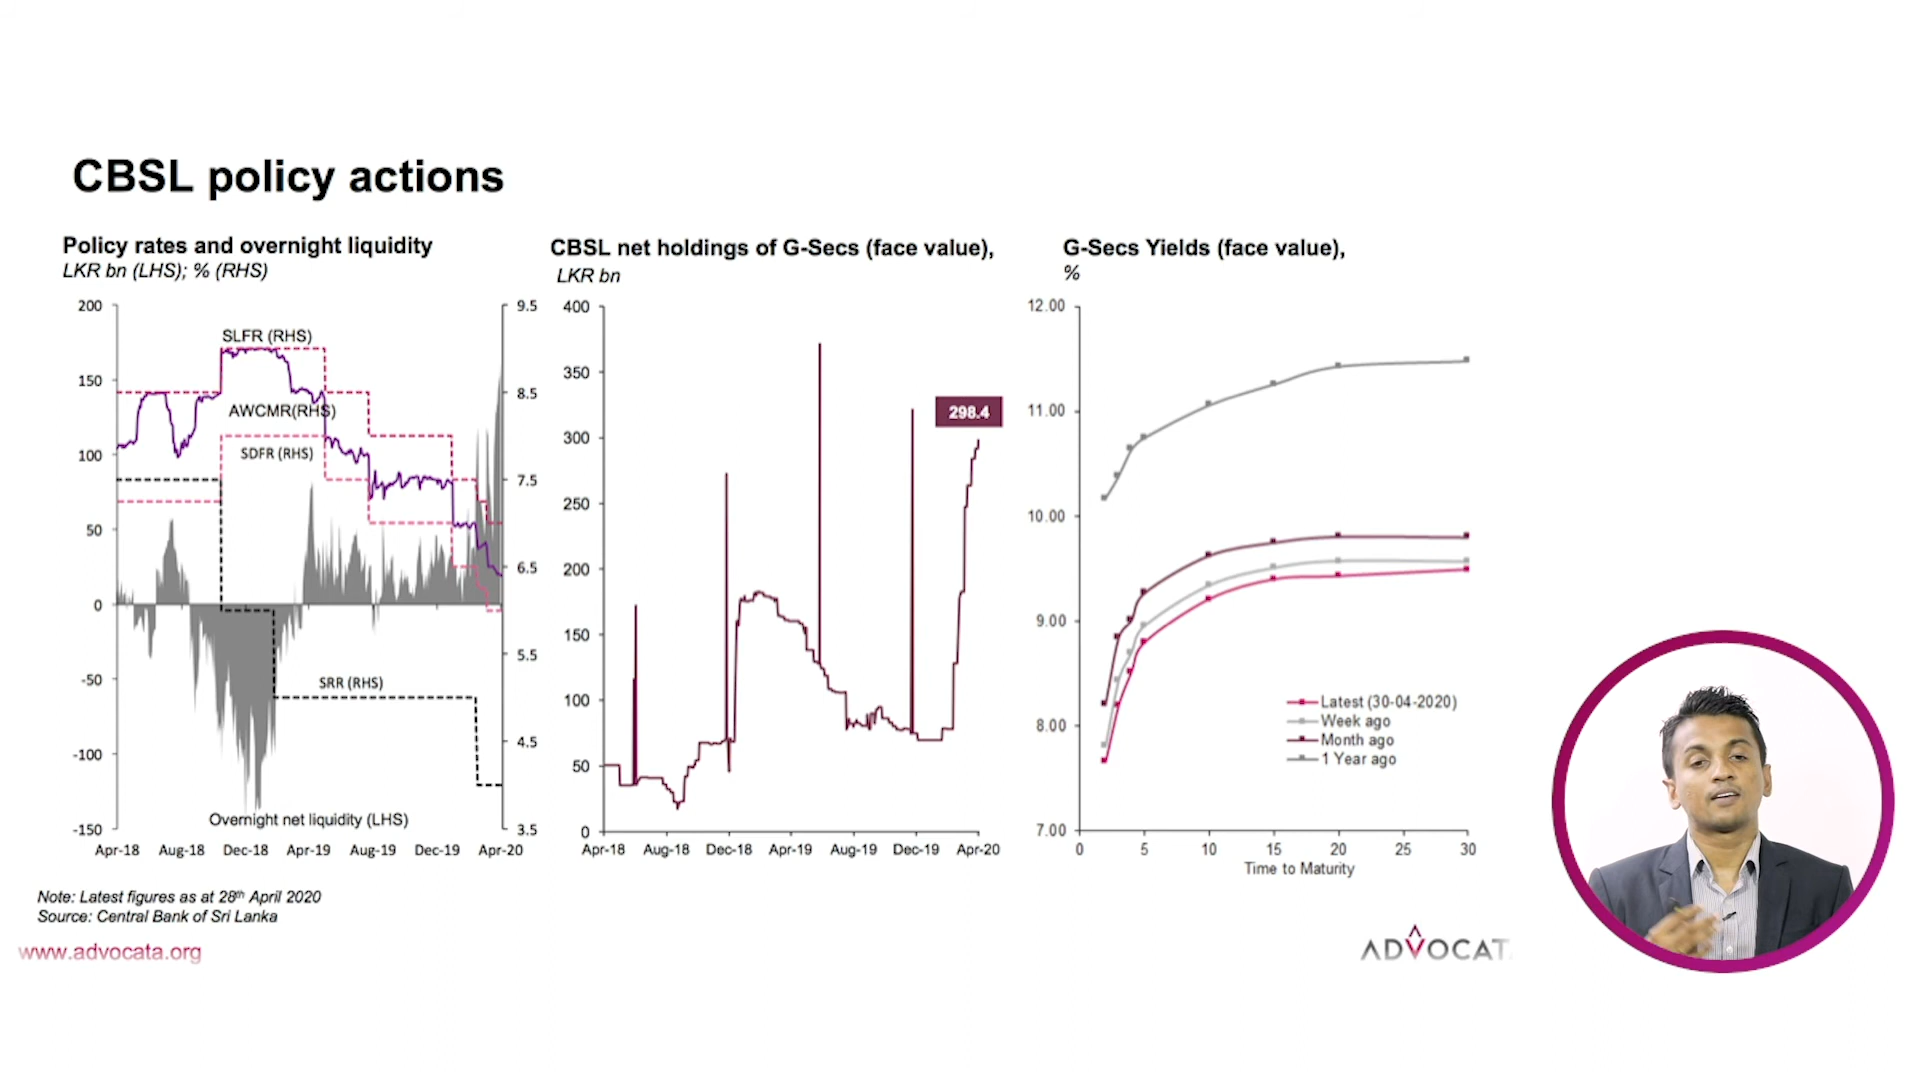 CBSL policy actions
Policy rates and overnight liquidity
LKR bn (LHS); % (RHS)
200
150
100
50
0
-50
-100
-150
9.5
8.5
7.5
6.5
5.5
4.5
3.5
SLFR (RHS)
AWCMR(RHS)
SDFR (RHS)
SRR (RHS)
Overnight net liquidity (LHS)
Apr-18 Aug-18 Dec-18 Apr-19 Aug-19 Dec-19 Apr-20
CBSL net holdings of G-Secs (face value),
LKR bn
400
350
300
250
200
150
100
50
0
298.4
Apr-18 Aug-18 Dec-18 Apr-19 Aug-19 Dec-19 Apr-20
G-Secs Yields (face value),
%
12.00
11.00
10.00
9.00
8.00
7.00
Latest (30-04-2020)
Week ago
Month ago
1 Year ago
0 5 10 15 20 25 30
Time to Maturity
Note: Latest figures as at 28th April 2020
Source: Central Bank of Sri Lanka
www.advocata.org
ADVOCAT